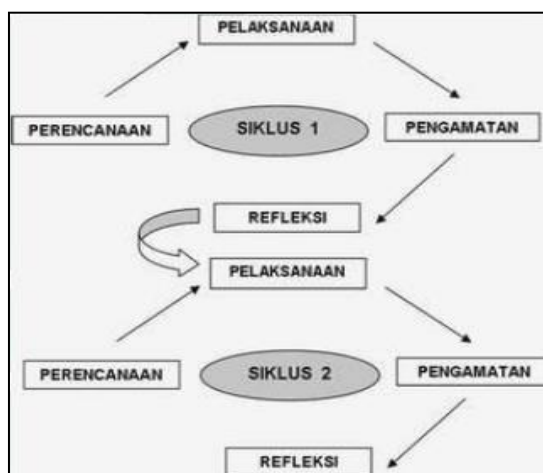 PELAKSANAAN
PERENCANAAN
SIKLUS 1
PENGAMATAN
REFLEKSI
PELAKSANAAN
PERENCANAAN
SIKLUS 2
PENGAMATAN
REFLEKSI